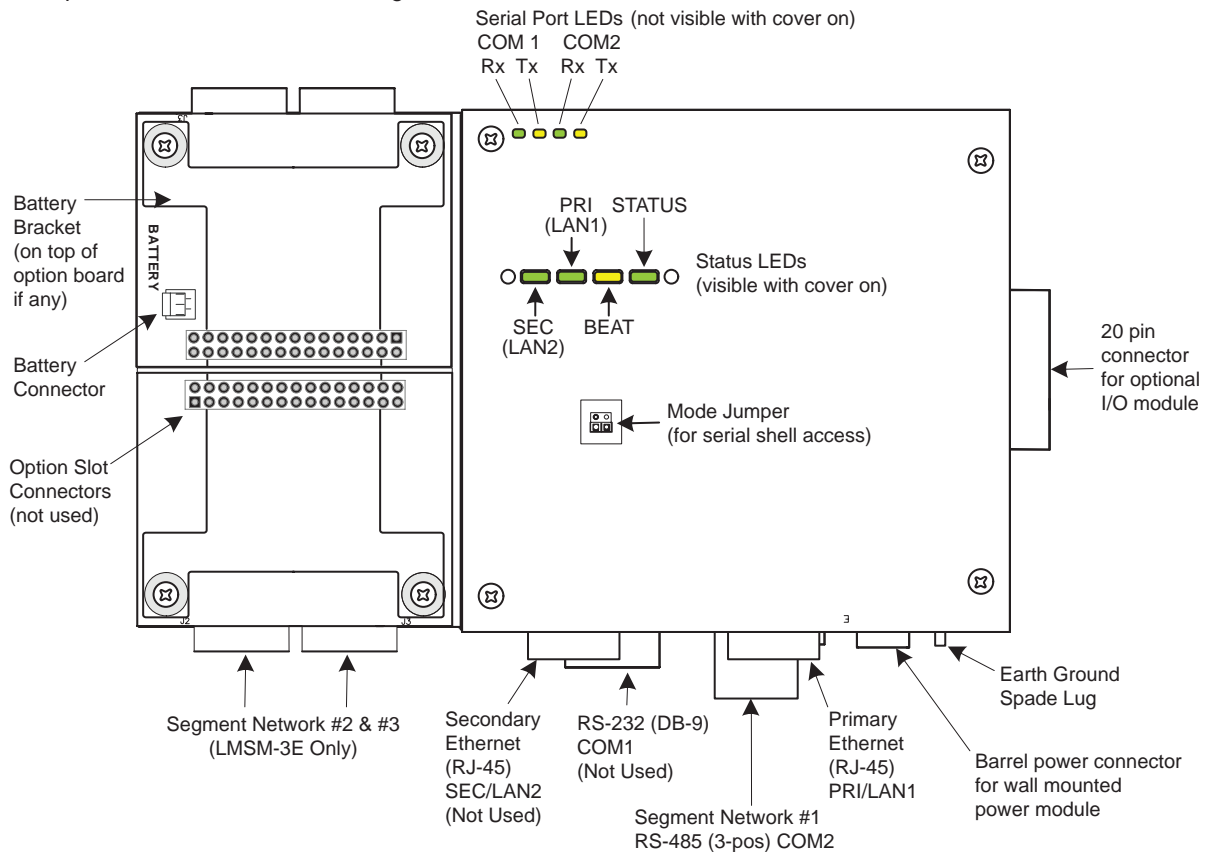 Serial Port LEDs (not visible with cover on)
COM 1 COM2
Rx Tx Rx Tx
Battery
Bracket
(on top of
option board
if any)
BATTERY
Battery
Connector
Option Slot
Connectors
(not used)
PRI
(LAN1)
STATUS
Status LEDs
(visible with cover on)
SEC
(LAN2)
BEAT
Mode Jumper
(for serial shell access)
20 pin
connector
for optional
I/O module
J2
J3
E
Segment Network #2 & #3
(LMSM-3E Only)
Secondary
Ethernet
(RJ-45)
SEC/LAN2
(Not Used)
RS-232 (DB-9)
COM1
(Not Used)
Segment Network #1
RS-485 (3-pos) COM2
Primary
Ethernet
(RJ-45)
PRI/LAN1
Barrel power connector
for wall mounted
power module
Earth Ground
Spade Lug